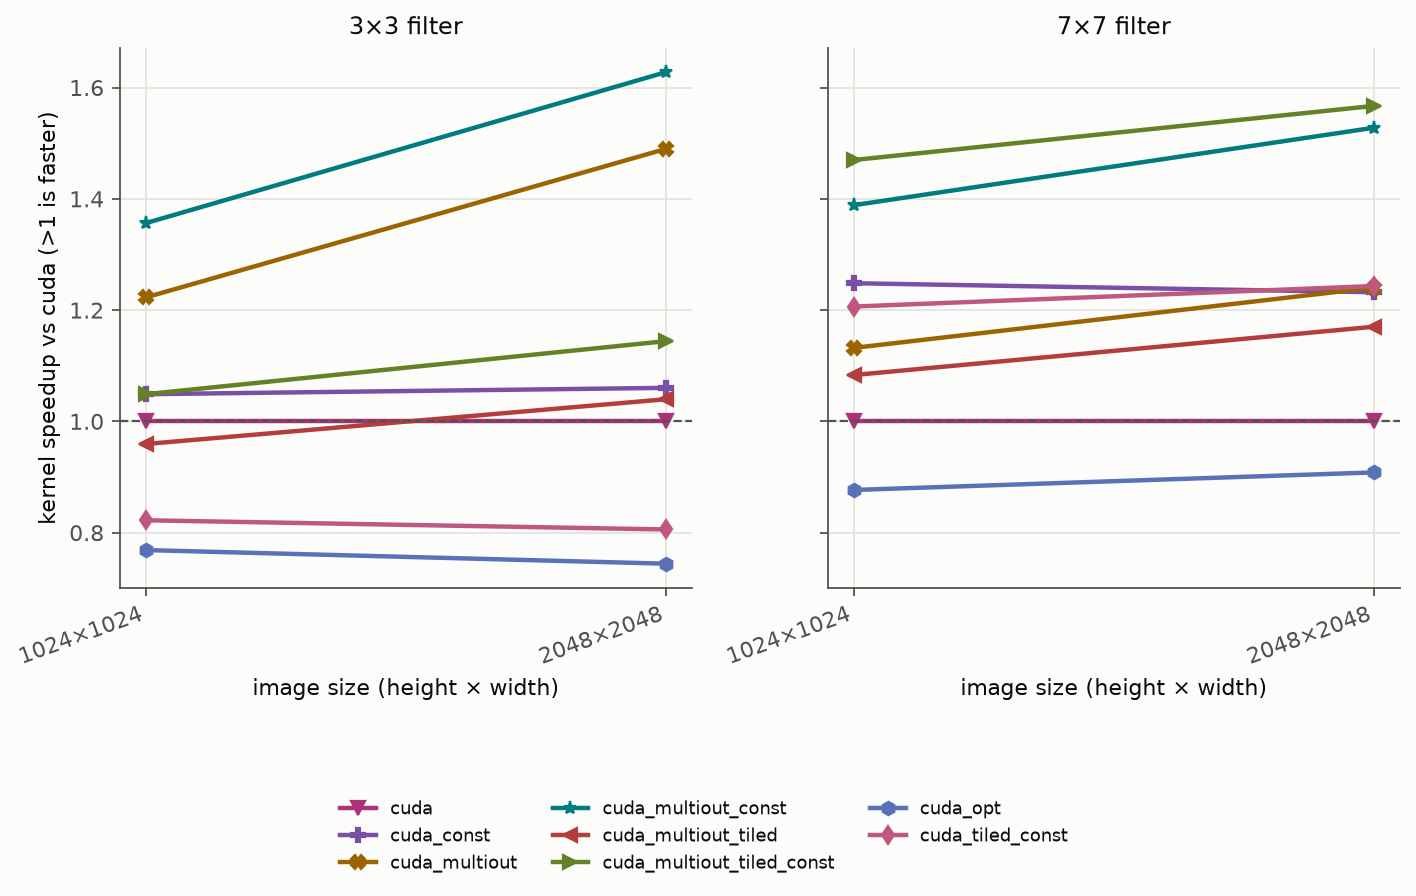 3×3 filter
7×7 filter
kernel speedup vs cuda (>1 is faster)
1.6
1.4
1.2
1.0
0.8
1024×1024
2048×2048
1024×1024
2048×2048
image size (height × width)
image size (height × width)
cuda
cuda_const
cuda_multiout
cuda_multiout_const
cuda_multiout_tiled
cuda_multiout_tiled_const
cuda_opt
cuda_tiled_const